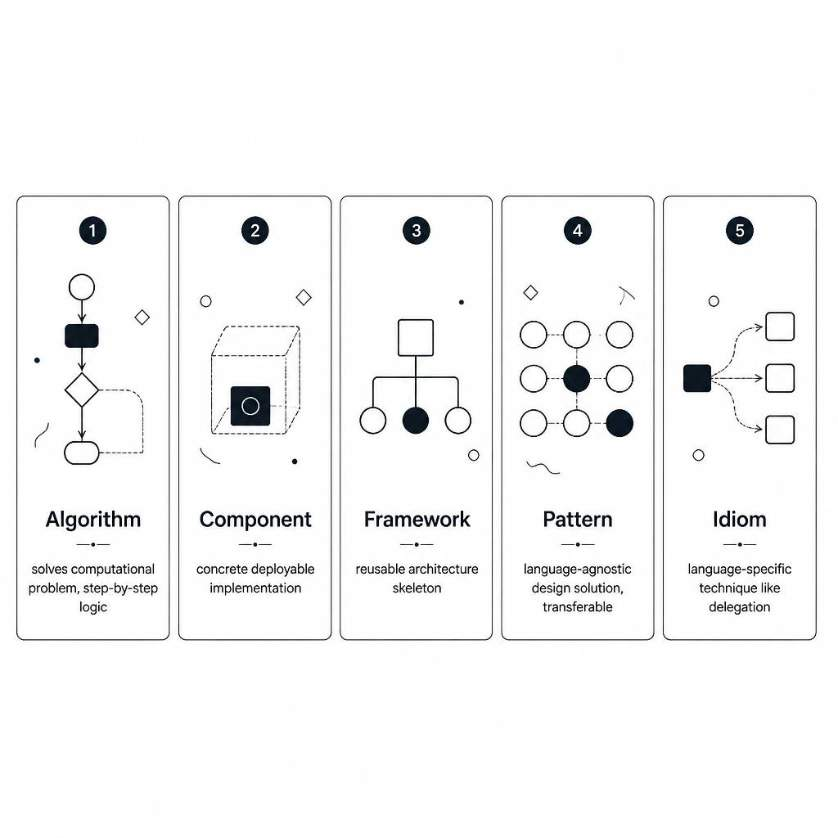 1
Algorithm
solves computational
problem, step-by-step
logic
2
Component
concrete deployable
implementation
3
Framework
reusable architecture
skeleton
4
Pattern
language-agnostic
design solution,
transferable
5
Idiom
language-specific
technique like
delegation